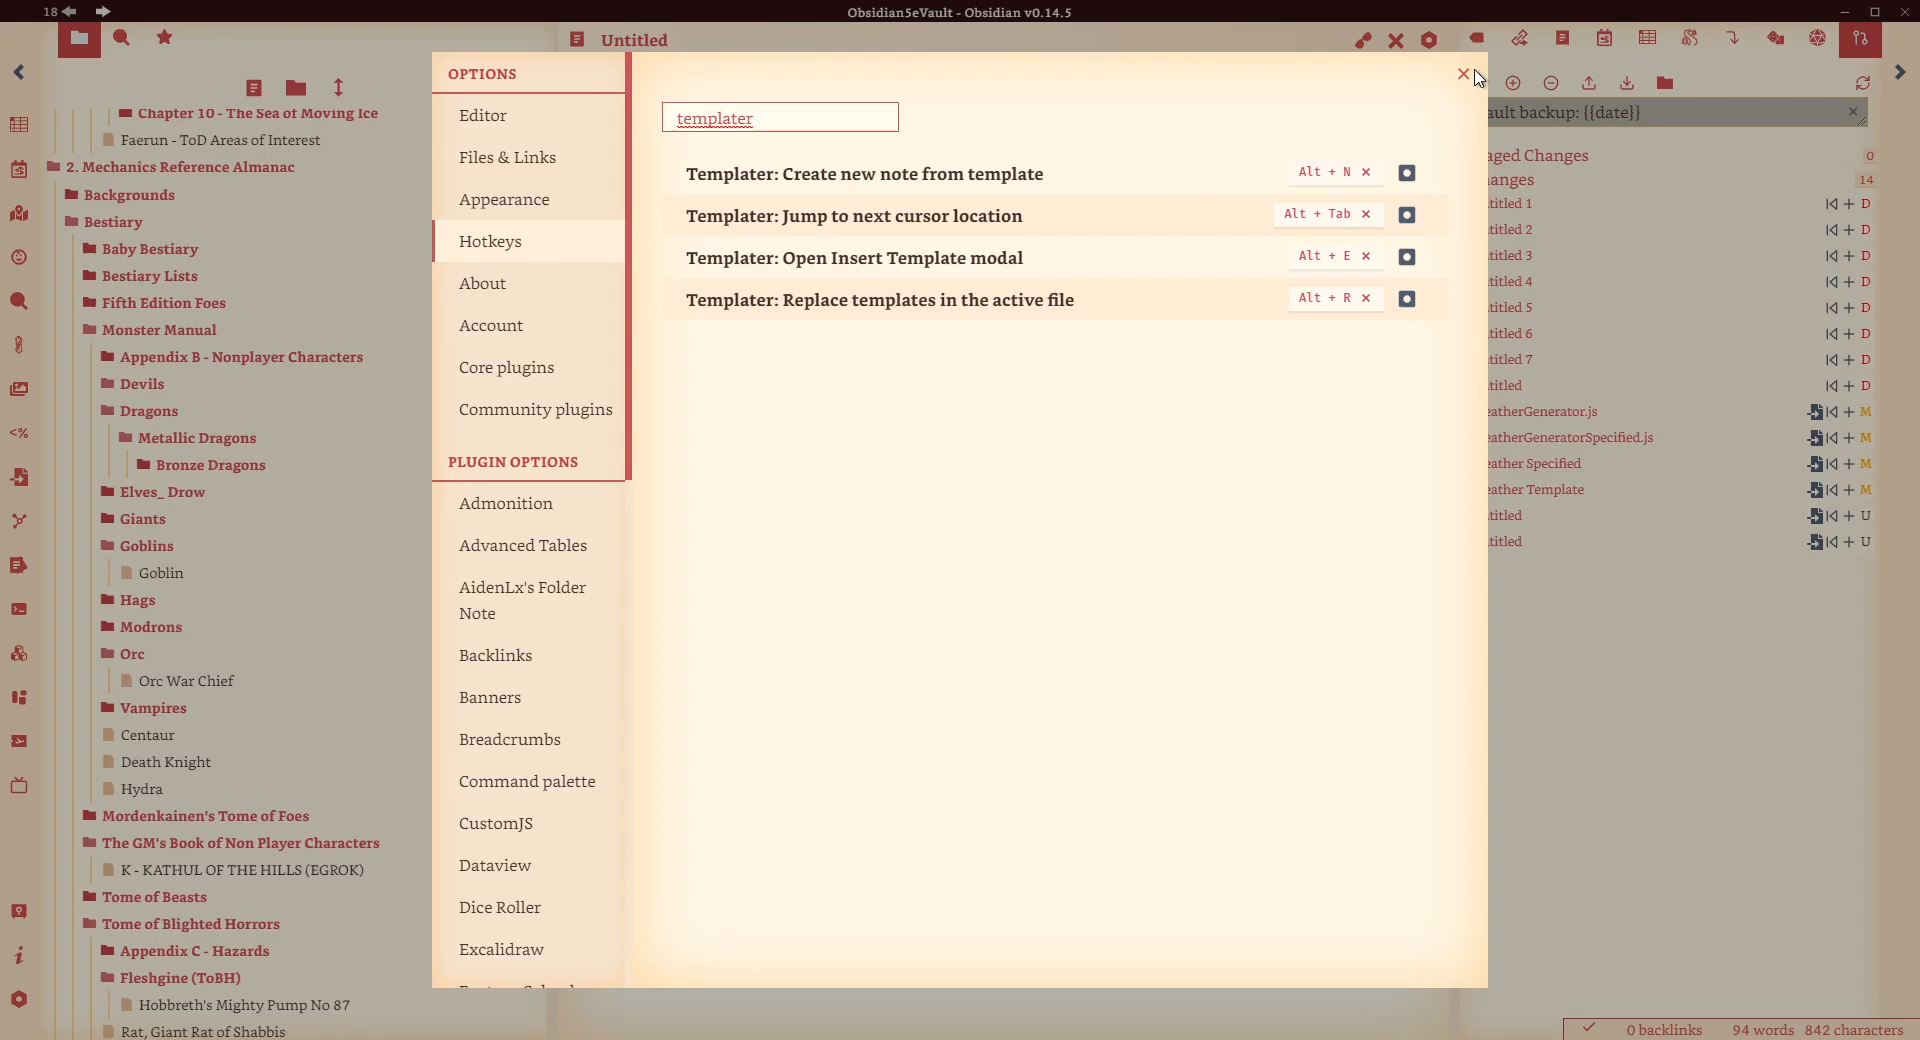 18
Obsidian5eVault - Obsidian v0.14.5
Untitled
Chapter 10 - The Sea of Moving Ice
Faerun - ToD Areas of Interest
2. Mechanics Reference Almanac
Backgrounds
Bestiary
Baby Bestiary
Bestiary Lists
Fifth Edition Foes
Monster Manual
Appendix B - Nonplayer Characters
Devils
Dragons
Metallic Dragons
Bronze Dragons
Elves_ Drow
Giants
Goblins
Goblin
Hags
Modrons
Orc
Orc War Chief
Vampires
Centaur
Death Knight
Hydra
Mordenkainen's Tome of Foes
The GM's Book of Non Player Characters
K - KATHUL OF THE HILLS (EGROK)
Tome of Beasts
Tome of Blighted Horrors
Appendix C - Hazards
Fleshgine (ToBH)
Hobbreth's Mighty Pump No 87
Rat, Giant Rat of Shabbis
<%
OPTIONS
Editor
Files & Links
Appearance
Hotkeys
About
Account
Core plugins
Community plugins
PLUGIN OPTIONS
Admonition
Advanced Tables
AidenLx's Folder
Note
Backlinks
Banners
Breadcrumbs
Command palette
CustomJS
Dataview
Dice Roller
Excalidraw
templater
Templater: Create new note from template Alt + N ×
Templater: Jump to next cursor location Alt + Tab ×
Templater: Open Insert Template modal Alt + E ×
Templater: Replace templates in the active file Alt + R ×
ault backup: {{date}}
aged Changes 0
anges 14
titled 1 D
titled 2 D
titled 3 D
titled 4 D
titled 5 D
titled 6 D
titled 7 D
titled D
eatherGenerator.js M
eatherGeneratorSpecified.js M
eather Specified M
eather Template M
titled U
titled U
0 backlinks 94 words 842 characters